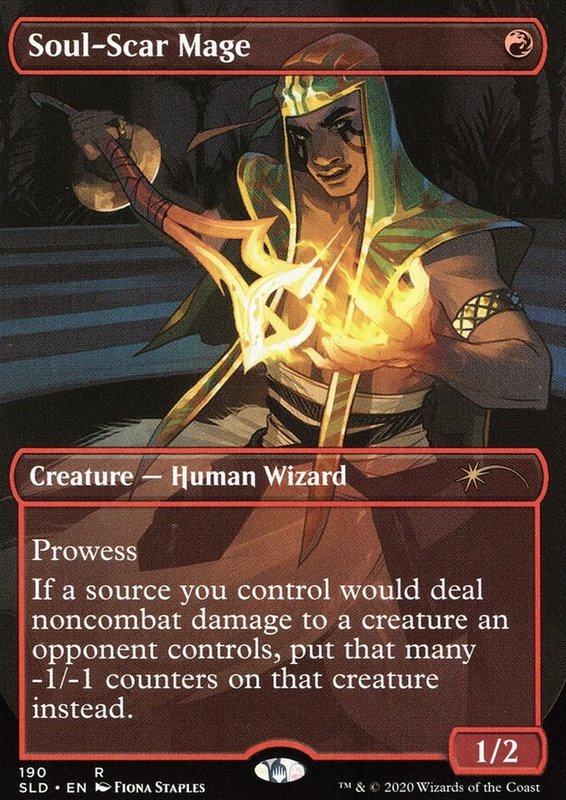 Soul-Scar Mage
Creature — Human Wizard
Prowess
If a source you control would deal
noncombat damage to a creature an
opponent controls, put that many
-1/-1 counters on that creature
instead.
1/2
190 R
SLD • EN FIONA STAPLES
™ & © 2020 Wizards of the Coast